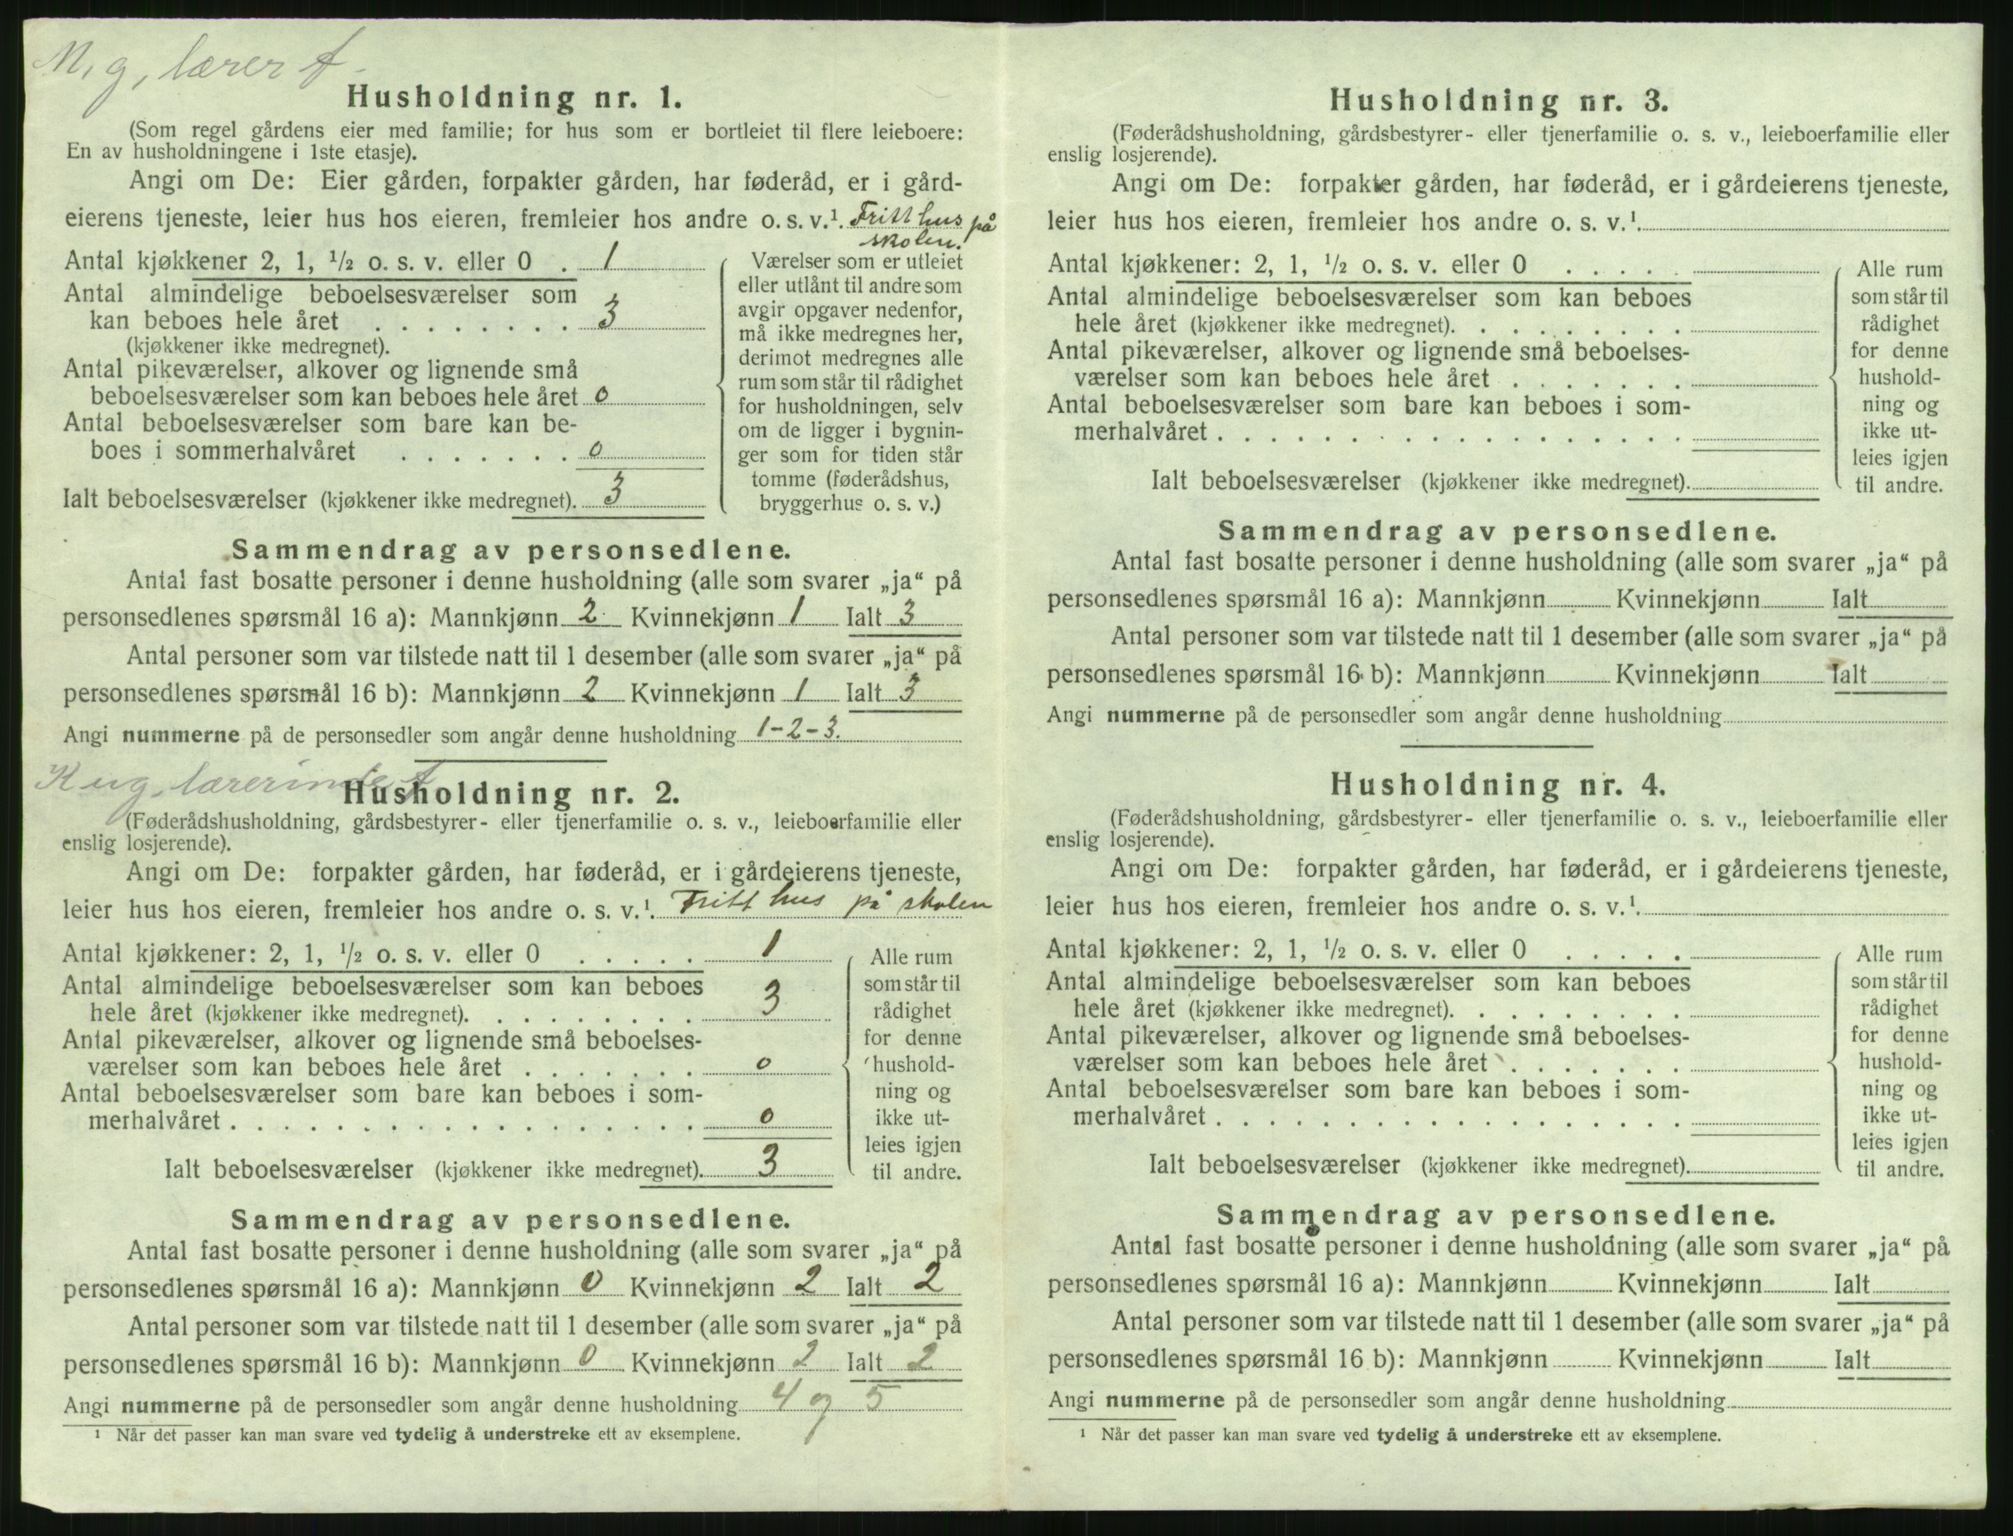 M, g, lærer A.
Husholdning nr. 1.
(Som regel gårdens eier med familie; for hus som er bortleiet til flere leieboere:
En av husholdningene i 1ste etasje).
Angi om De: Eier gården, forpakter gården, har føderåd, er i gård-
eierens tjeneste, leier hus hos eieren, fremleier hos andre o. s. v.¹. Fritt hus på
skolen.
Antal kjøkkener 2, 1, ½ o. s. v. eller 0 . 1
Antal almindelige beboelsesværelser som
kan beboes hele året . . . . . . . . 3
(kjøkkener ikke medregnet).
Antal pikeværelser, alkover og lignende små
beboelsesværelser som kan beboes hele året 0
Antal beboelsesværelser som bare kan be-
boes i sommerhalvåret . . . . . . . 0
Ialt beboelsesværelser (kjøkkener ikke medregnet). 3
Værelser som er utleiet
eller utlånt til andre som
avgir opgaver nedenfor,
må ikke medregnes her,
derimot medregnes alle
rum som står til rådighet
for husholdningen, selv
om de ligger i bygnin-
ger som for tiden står
tomme (føderådshus,
bryggerhus o. s. v.)
Sammendrag av personsedlene.
Antal fast bosatte personer i denne husholdning (alle som svarer „ja“ på
personsedlenes spørsmål 16 a): Mannkjønn 2 Kvinnekjønn 1 Ialt 3
Antal personer som var tilstede natt til 1 desember (alle som svarer „ja“ på
personsedlenes spørsmål 16 b): Mannkjønn 2 Kvinnekjønn 1 Ialt 3
Angi nummerne på de personsedler som angår denne husholdning 1-2-3.
K ug. lærerinde A
Husholdning nr. 2.
(Føderådshusholdning, gårdsbestyrer- eller tjenerfamilie o. s. v., leieboerfamilie eller
enslig losjerende).
Angi om De: forpakter gården, har føderåd, er i gårdeierens tjeneste,
leier hus hos eieren, fremleier hos andre o. s. v.¹. Fritt hus på skolen
Antal kjøkkener: 2, 1, ½ o. s. v. eller 0 . . . . . 1
Antal almindelige beboelsesværelser som kan beboes
hele året (kjøkkener ikke medregnet). . . . . . . . . 3
Antal pikeværelser, alkover og lignende små beboelses-
værelser som kan beboes hele året . . . . . . . 0
Antal beboelsesværelser som bare kan beboes i som-
merhalvåret . . . . . . . . . . . . . . . . . . 0
Ialt beboelsesværelser (kjøkkener ikke medregnet). 3
Alle rum
som står til
rådighet
for denne
hushold-
ning og
ikke ut-
leies igjen
til andre.
Sammendrag av personsedlene.
Antal fast bosatte personer i denne husholdning (alle som svarer „ja“ på
personsedlenes spørsmål 16 a): Mannkjønn 0 Kvinnekjønn 2 Ialt 2
Antal personer som var tilstede natt til 1 desember (alle som svarer „ja“ på
personsedlenes spørsmål 16 b): Mannkjønn 0 Kvinnekjønn 2 Ialt 2
Angi nummerne på de personsedler som angår denne husholdning 4 og 5
¹ Når det passer kan man svare ved tydelig å understreke ett av eksemplene.
Husholdning nr. 3.
(Føderådshusholdning, gårdsbestyrer- eller tjenerfamilie o. s. v., leieboerfamilie eller
enslig losjerende).
Angi om De: forpakter gården, har føderåd, er i gårdeierens tjeneste,
leier hus hos eieren, fremleier hos andre o. s. v.¹.
Antal kjøkkener: 2, 1, ½ o. s. v. eller 0 . . . . .
Antal almindelige beboelsesværelser som kan beboes
hele året (kjøkkener ikke medregnet). . . . . . . . .
Antal pikeværelser, alkover og lignende små beboelses-
værelser som kan beboes hele året . . . . . . .
Antal beboelsesværelser som bare kan beboes i som-
merhalvåret . . . . . . . . . . . . . . . . . .
Ialt beboelsesværelser (kjøkkener ikke medregnet).
Alle rum
som står til
rådighet
for denne
hushold-
ning og
ikke ut-
leies igjen
til andre.
Sammendrag av personsedlene.
Antal fast bosatte personer i denne husholdning (alle som svarer „ja“ på
personsedlenes spørsmål 16 a): Mannkjønn Kvinnekjønn Ialt
Antal personer som var tilstede natt til 1 desember (alle som svarer „ja“ på
personsedlenes spørsmål 16 b): Mannkjønn Kvinnekjønn Ialt
Angi nummerne på de personsedler som angår denne husholdning
Husholdning nr. 4.
(Føderådshusholdning, gårdsbestyrer- eller tjenerfamilie o. s. v., leieboerfamilie eller
enslig losjerende).
Angi om De: forpakter gården, har føderåd, er i gårdeierens tjeneste,
leier hus hos eieren, fremleier hos andre o. s. v.¹.
Antal kjøkkener: 2, 1, ½ o. s. v. eller 0 . . . . .
Antal almindelige beboelsesværelser som kan beboes
hele året (kjøkkener ikke medregnet). . . . . . . . .
Antal pikeværelser, alkover og lignende små beboelses-
værelser som kan beboes hele året . . . . . . .
Antal beboelsesværelser som bare kan beboes i som-
merhalvåret . . . . . . . . . . . . . . . . . .
Ialt beboelsesværelser (kjøkkener ikke medregnet).
Alle rum
som står til
rådighet
for denne
hushold-
ning og
ikke ut-
leies igjen
til andre.
Sammendrag av personsedlene.
Antal fast bosatte personer i denne husholdning (alle som svarer „ja“ på
personsedlenes spørsmål 16 a): Mannkjønn Kvinnekjønn Ialt
Antal personer som var tilstede natt til 1 desember (alle som svarer „ja“ på
personsedlenes spørsmål 16 b): Mannkjønn Kvinnekjønn Ialt
Angi nummerne på de personsedler som angår denne husholdning
¹ Når det passer kan man svare ved tydelig å understreke ett av eksemplene.